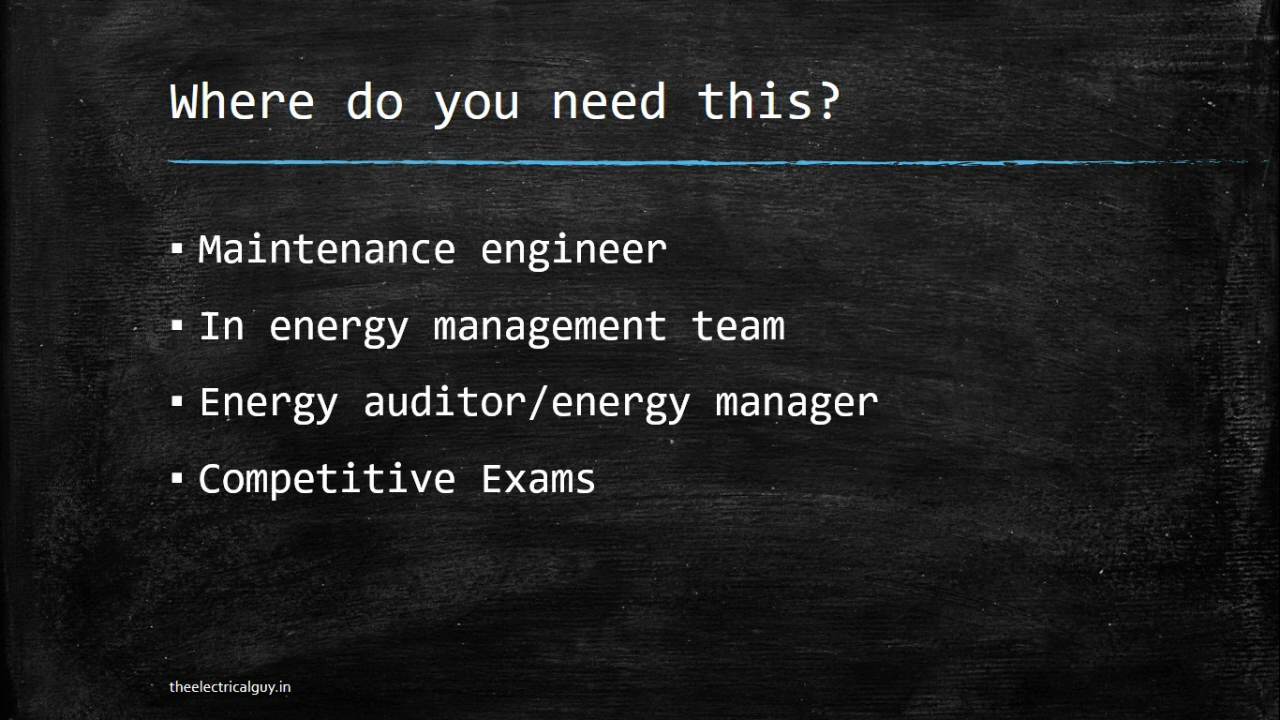 Where do you need this?
▪ Maintenance engineer
▪ In energy management team
▪ Energy auditor/energy manager
▪ Competitive Exams
theelectricalguy.in